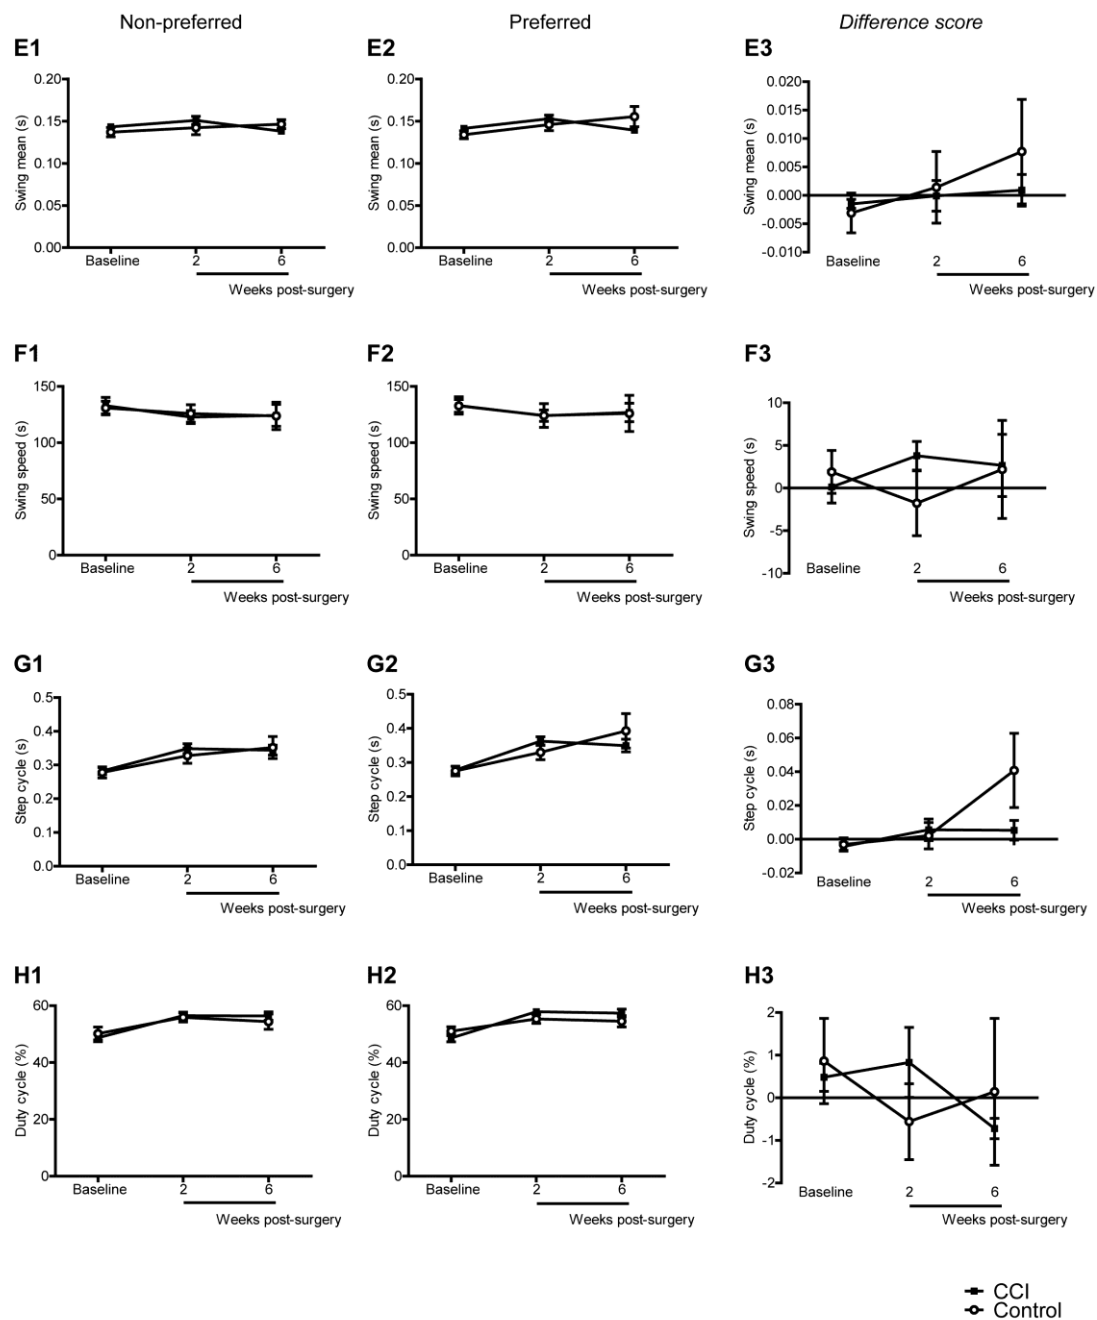 Non-preferred Preferred Difference score
E1 E2 E3
Swing mean (s)
0.20
0.15
0.10
0.05
0.00
Baseline 2 6
Weeks post-surgery
Swing mean (s)
0.20
0.15
0.10
0.05
0.00
Baseline 2 6
Weeks post-surgery
Swing mean (s)
0.020
0.015
0.010
0.005
0.000
-0.005
-0.010
Baseline 2 6
Weeks post-surgery
F1 F2 F3
Swing speed (s)
150
100
50
0
Baseline 2 6
Weeks post-surgery
Swing speed (s)
150
100
50
0
Baseline 2 6
Weeks post-surgery
Swing speed (s)
10
5
0
-5
-10
Baseline 2 6
Weeks post-surgery
G1 G2 G3
Step cycle (s)
0.5
0.4
0.3
0.2
0.1
0.0
Baseline 2 6
Weeks post-surgery
Step cycle (s)
0.5
0.4
0.3
0.2
0.1
0.0
Baseline 2 6
Weeks post-surgery
Step cycle (s)
0.08
0.06
0.04
0.02
0.00
-0.02
Baseline 2 6
Weeks post-surgery
H1 H2 H3
Duty cycle (%)
60
40
20
0
Baseline 2 6
Weeks post-surgery
Duty cycle (%)
60
40
20
0
Baseline 2 6
Weeks post-surgery
Duty cycle (%)
2
1
0
-1
-2
Baseline 2 6
Weeks post-surgery
CCI
Control